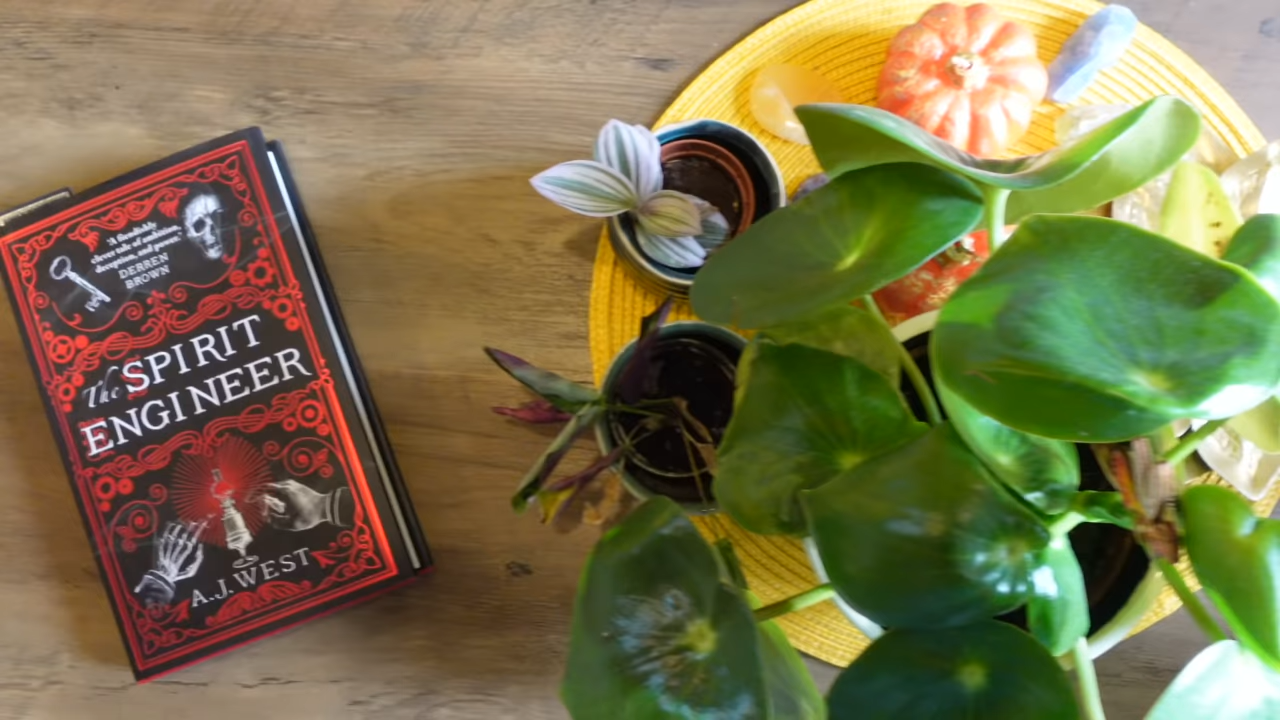 'A fiendishly
clever tale of ambition,
deception, and power.'
DERREN
BROWN
The SPIRIT
ENGINEER
A.J. WEST